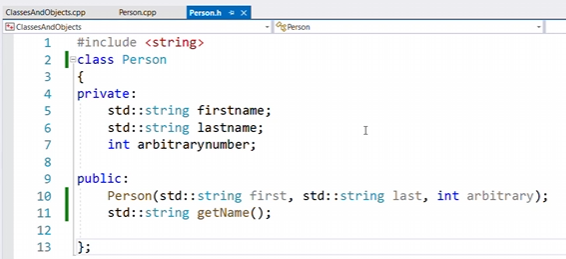 ClassesAndObjects.cpp Person.cpp Person.h
ClassesAndObjects Person
1 #include <string>
2 class Person
3 {
4 private:
5 std::string firstname;
6 std::string lastname;
7 int arbitrarynumber;
8
9 public:
10 Person(std::string first, std::string last, int arbitrary);
11 std::string getName();
12
13 };